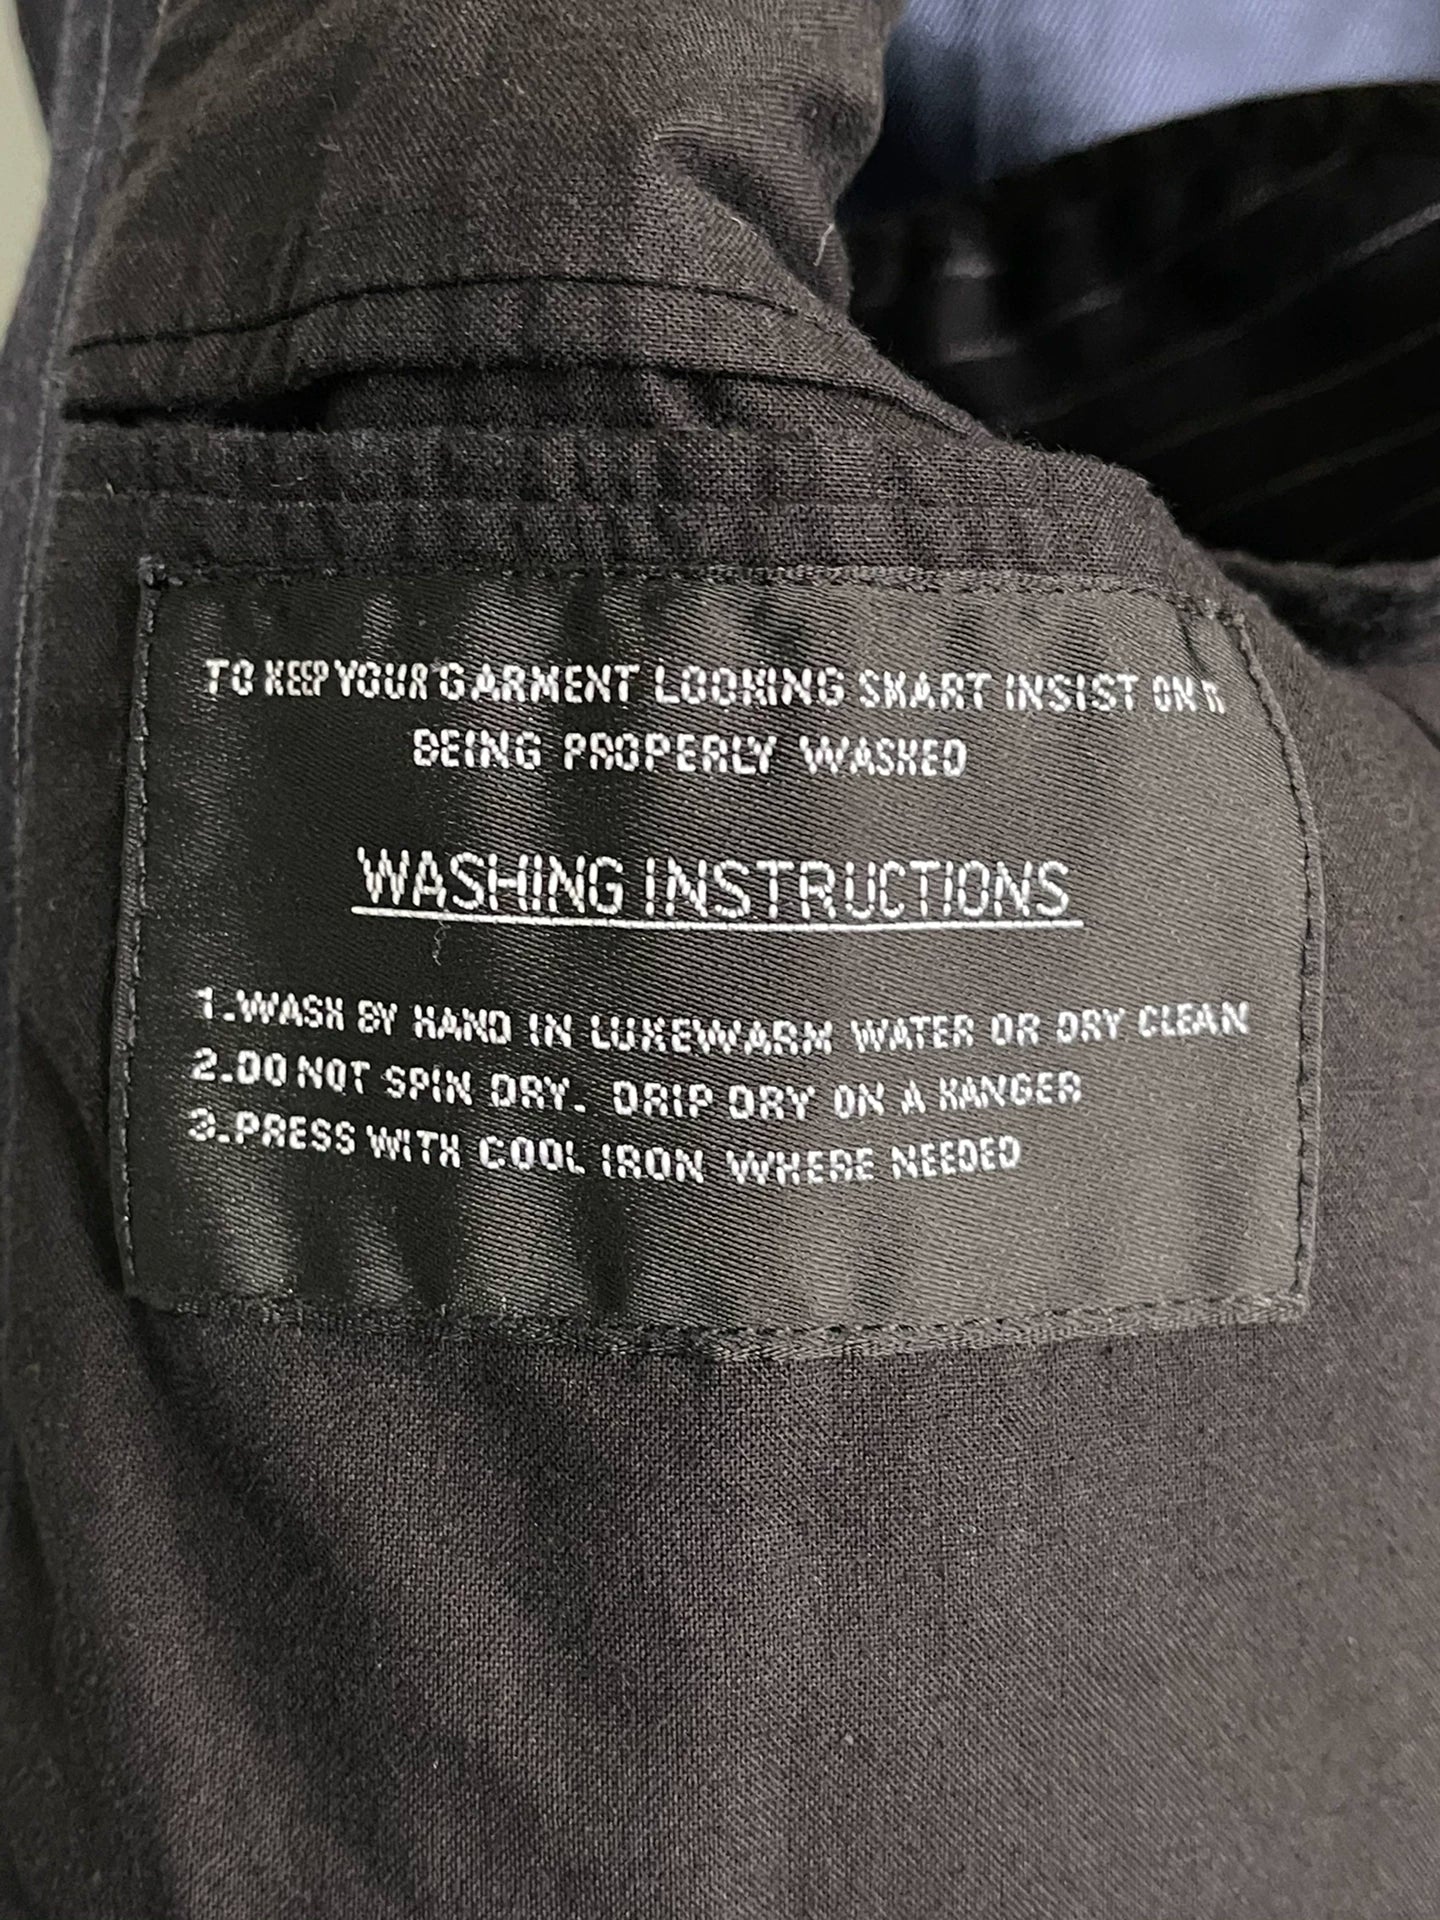 TO KEEP YOUR GARMENT LOOKING SMART INSIST ON IT
BEING PROPERLY WASHED
WASHING INSTRUCTIONS
1.WASH BY HAND IN LUKEWARM WATER OR DRY CLEAN
2.DO NOT SPIN DRY. DRIP DRY ON A HANGER
3.PRESS WITH COOL IRON WHERE NEEDED